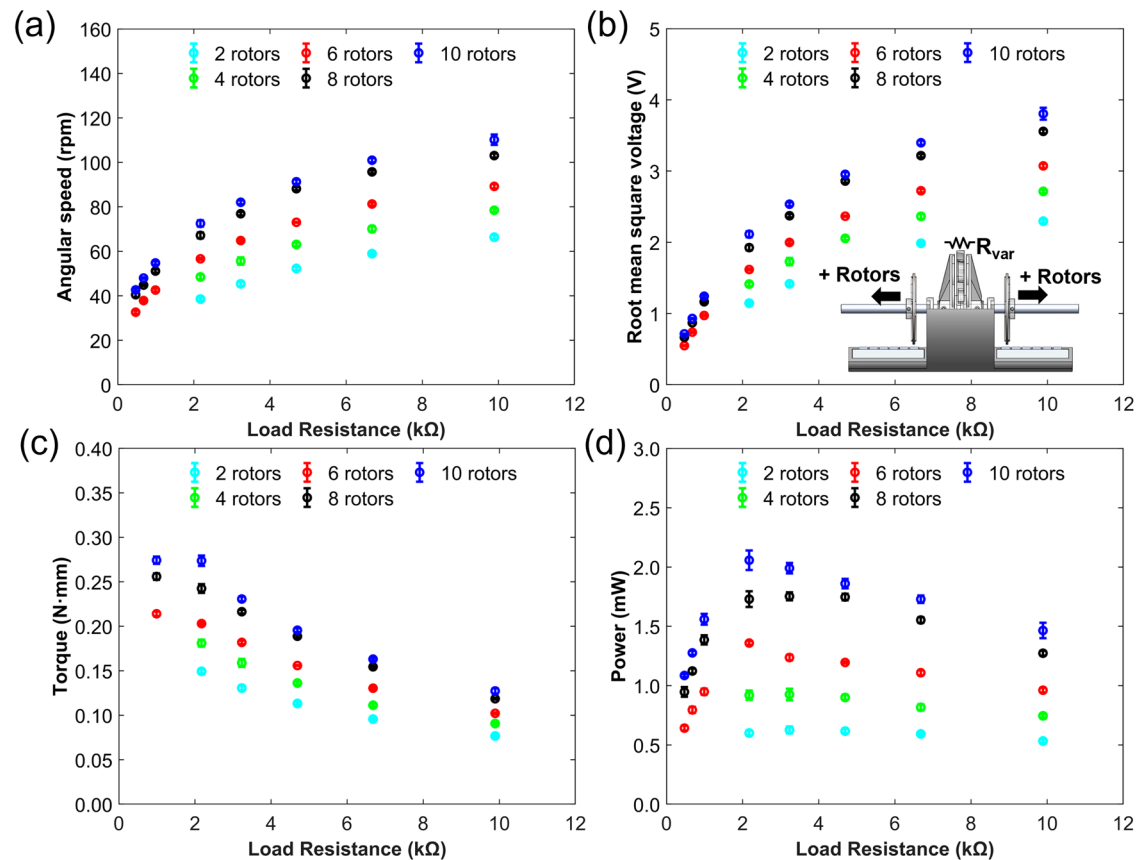 (a)
160
140
120
100
80
60
40
20
0
0 2 4 6 8 10 12
Angular speed (rpm)
Load Resistance (kΩ)
2 rotors 6 rotors 10 rotors
4 rotors 8 rotors
(b)
5
4
3
2
1
0
0 2 4 6 8 10 12
Root mean square voltage (V)
Load Resistance (kΩ)
2 rotors 6 rotors 10 rotors
4 rotors 8 rotors
Rvar
+ Rotors + Rotors
(c)
0.40
0.35
0.30
0.25
0.20
0.15
0.10
0.05
0.00
0 2 4 6 8 10 12
Torque (N·mm)
Load Resistance (kΩ)
2 rotors 6 rotors 10 rotors
4 rotors 8 rotors
(d)
3.0
2.5
2.0
1.5
1.0
0.5
0.0
0 2 4 6 8 10 12
Power (mW)
Load Resistance (kΩ)
2 rotors 6 rotors 10 rotors
4 rotors 8 rotors